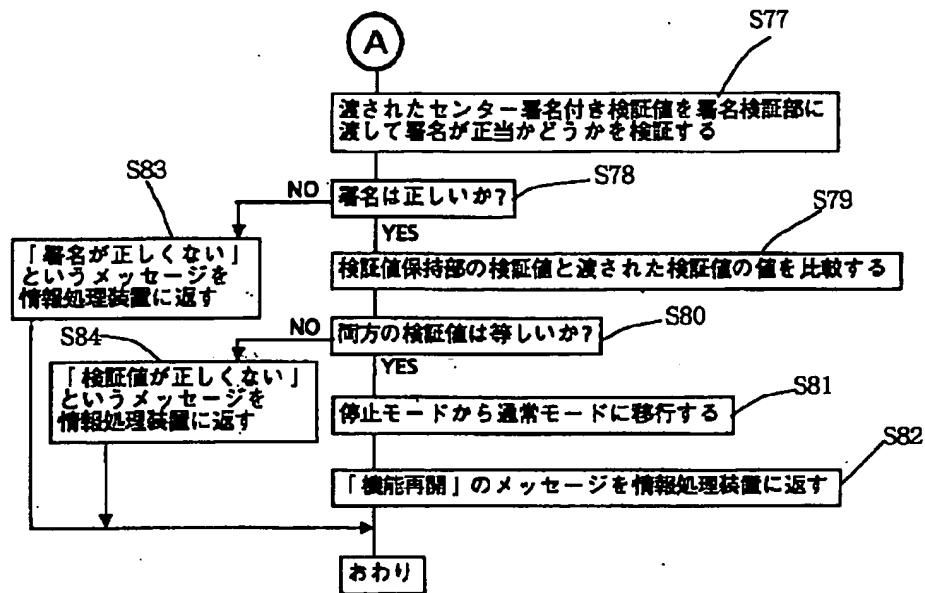 A
S77
渡されたセンター署名付き検証値を署名検証部に
渡して署名が正当かどうかを検証する
S83
NO
署名は正しいか?
S78
YES
S79
「署名が正しくない」
というメッセージを
情報処理装置に返す
検証値保持部の検証値と渡された検証値の値を比較する
S84
NO
両方の検証値は等しいか?
S80
YES
「検証値が正しくない」
というメッセージを
情報処理装置に返す
S81
停止モードから通常モードに移行する
S82
「機能再開」のメッセージを情報処理装置に返す
おわり